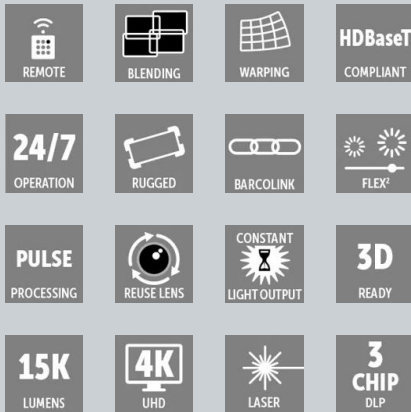 REMOTE
BLENDING
WARPING
HDBaseT
COMPLIANT
24/7
OPERATION
RUGGED
BARCOLINK
FLEX²
PULSE
PROCESSING
REUSE LENS
CONSTANT
LIGHT OUTPUT
3D
READY
15K
LUMENS
4K
UHD
LASER
3
CHIP
DLP